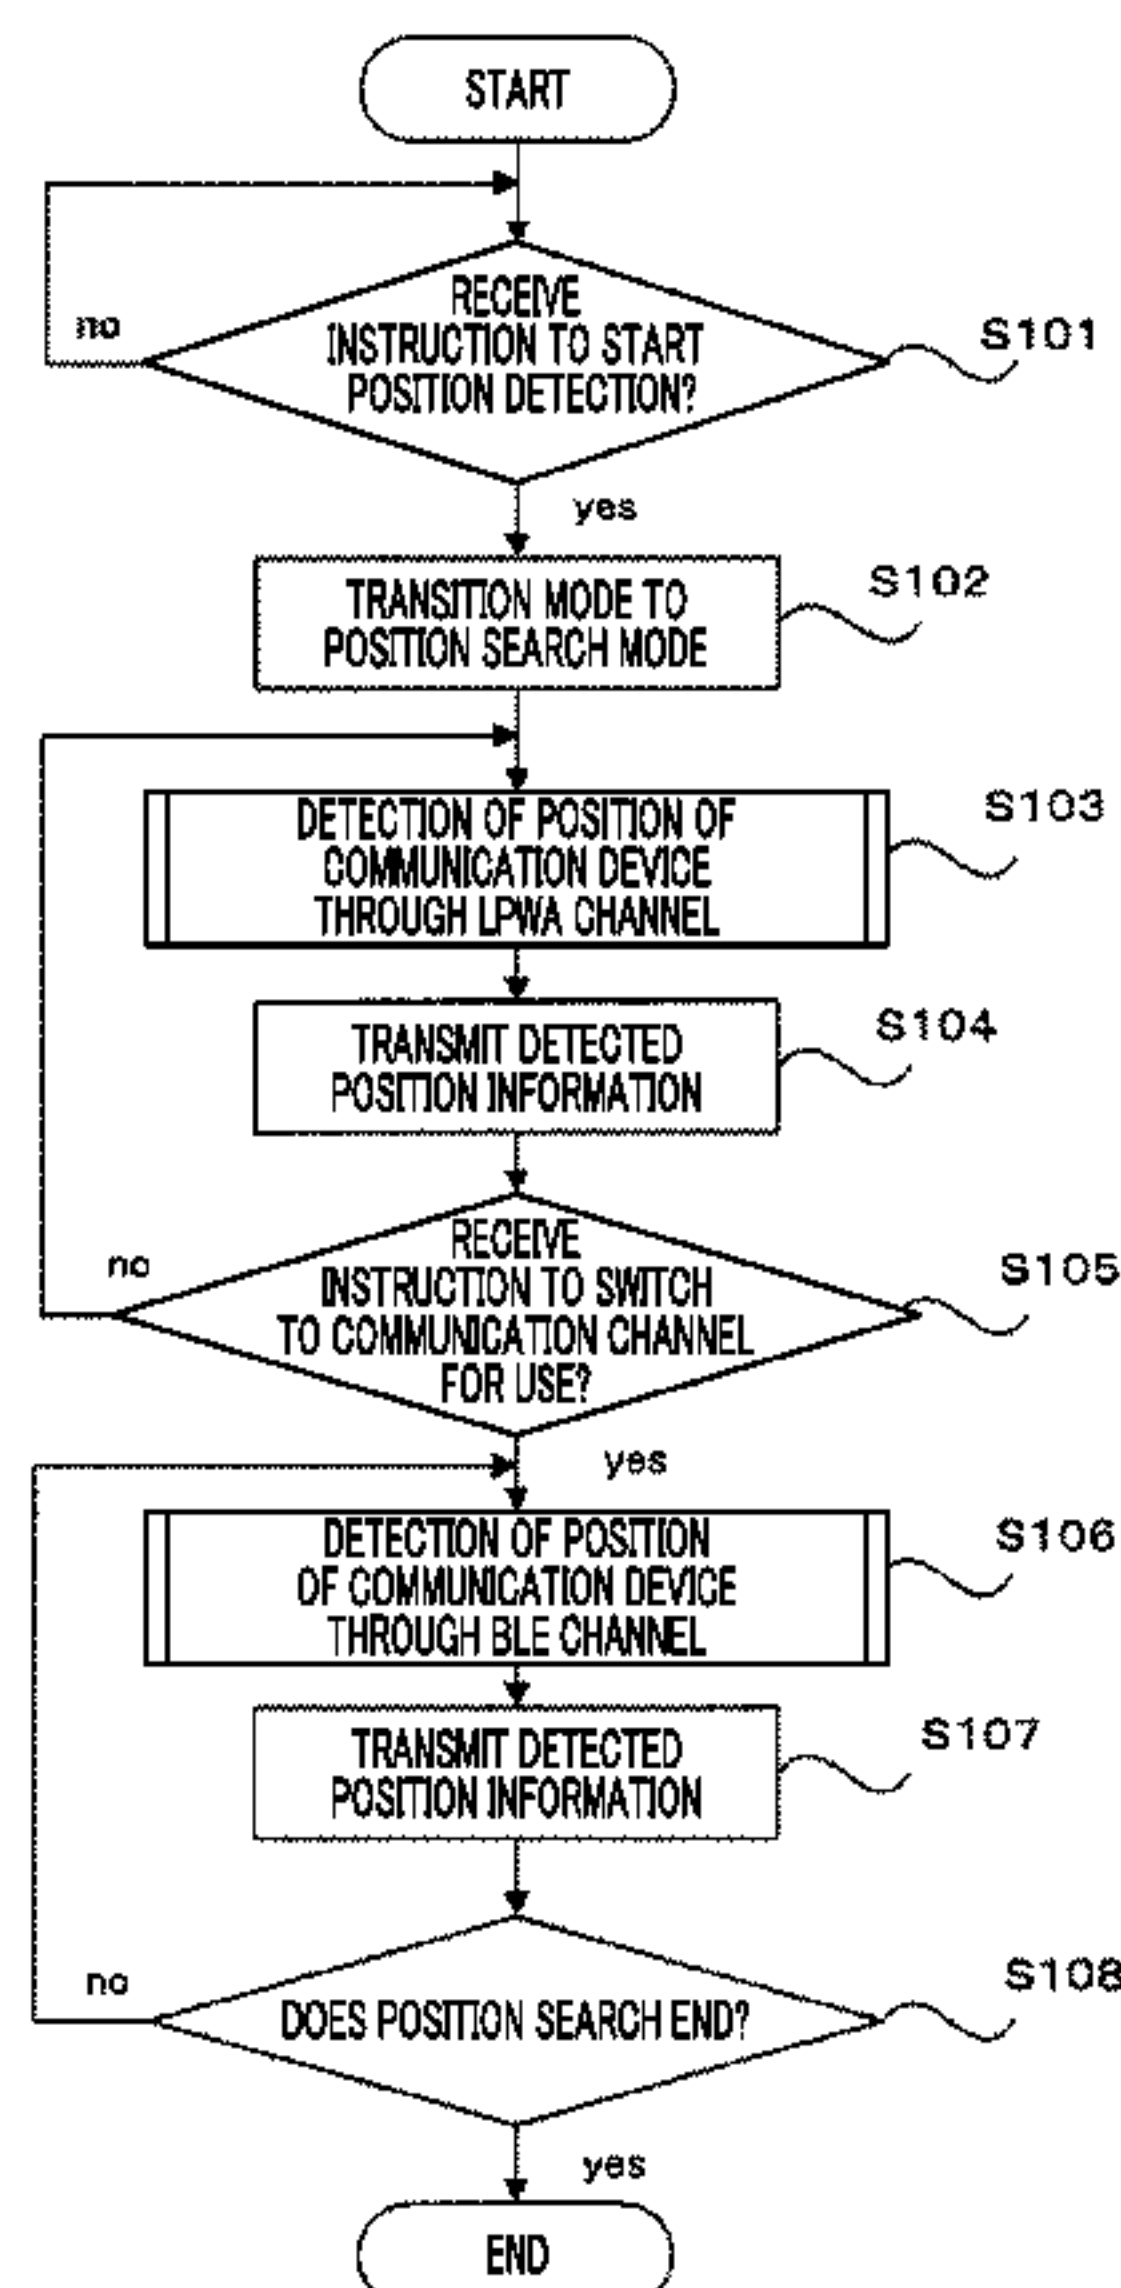 START
no
RECEIVE
INSTRUCTION TO START
POSITION DETECTION?
S101
yes
TRANSITION MODE TO
POSITION SEARCH MODE
S102
DETECTION OF POSITION OF
COMMUNICATION DEVICE
THROUGH LPWA CHANNEL
S103
TRANSMIT DETECTED
POSITION INFORMATION
S104
no
RECEIVE
INSTRUCTION TO SWITCH
TO COMMUNICATION CHANNEL
FOR USE?
S105
yes
DETECTION OF POSITION
OF COMMUNICATION DEVICE
THROUGH BLE CHANNEL
S106
TRANSMIT DETECTED
POSITION INFORMATION
S107
no
DOES POSITION SEARCH END?
S108
yes
END